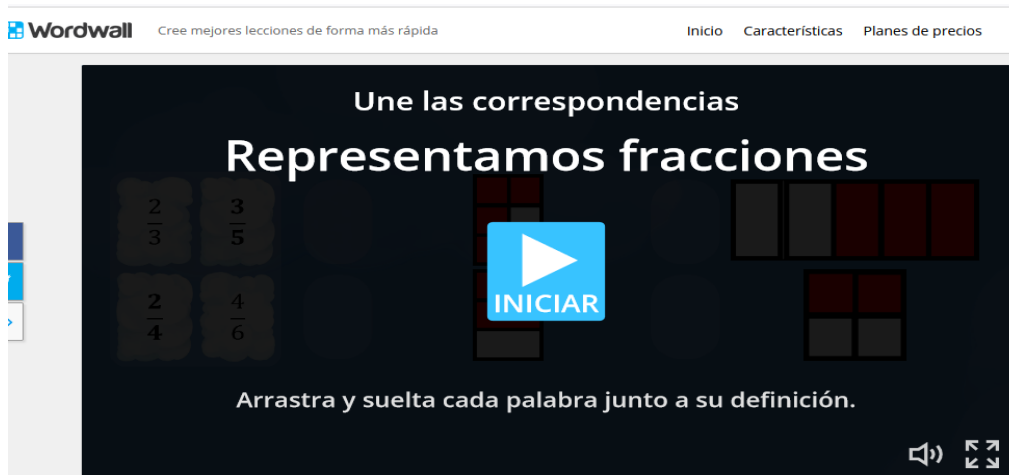 Wordwall Cree mejores lecciones de forma más rápida Inicio Características Planes de precios
Une las correspondencias
Representamos fracciones
2/3 3/5
2/4 4/6
INICIAR
Arrastra y suelta cada palabra junto a su definición.